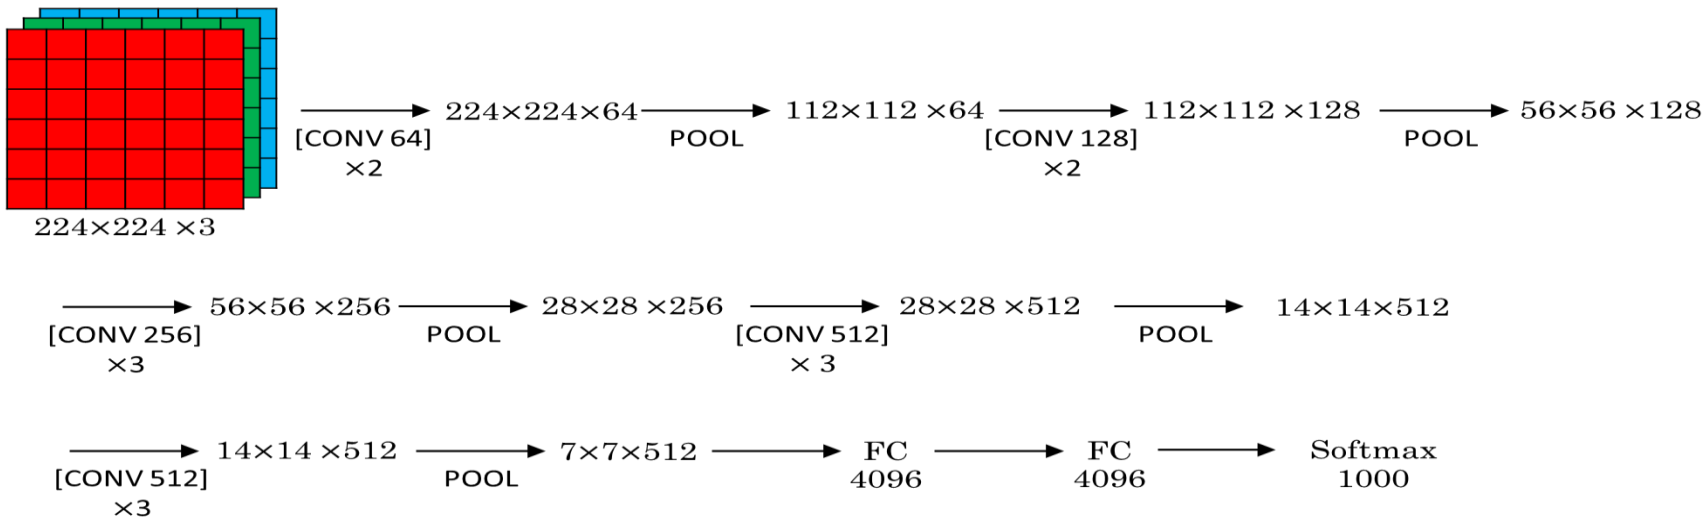 224×224×64 112×112 ×64 112×112 ×128 56×56 ×128
[CONV 64] POOL [CONV 128] POOL
×2 ×2
224×224 ×3
56×56 ×256 28×28 ×256 28×28 ×512 14×14×512
[CONV 256] POOL [CONV 512] POOL
×3 × 3
14×14 ×512 7×7×512 FC FC Softmax
[CONV 512] POOL 4096 4096 1000
×3